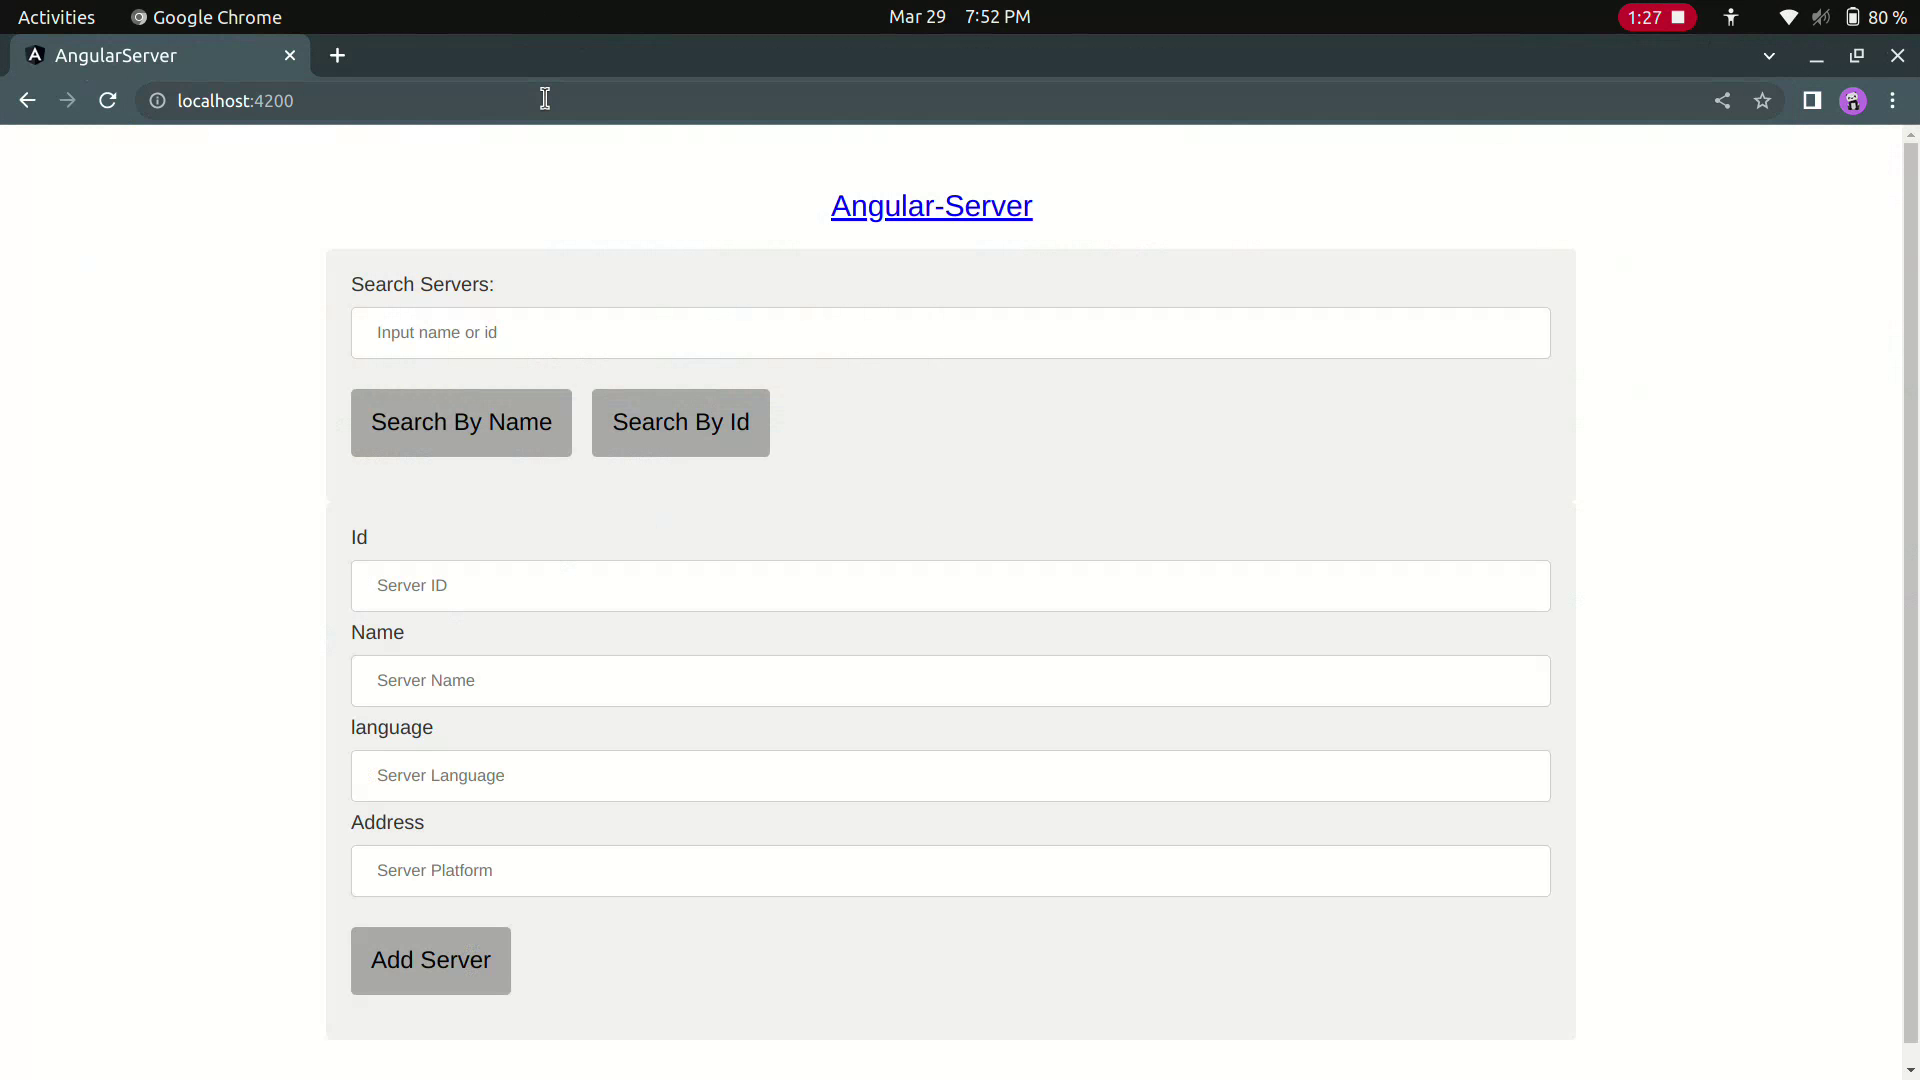 Activities
Google Chrome
Mar 29 7:52 PM
1:27
80 %
AngularServer
localhost:4200
Angular-Server
Search Servers:
Input name or id
Search By Name
Search By Id
Id
Server ID
Name
Server Name
language
Server Language
Address
Server Platform
Add Server